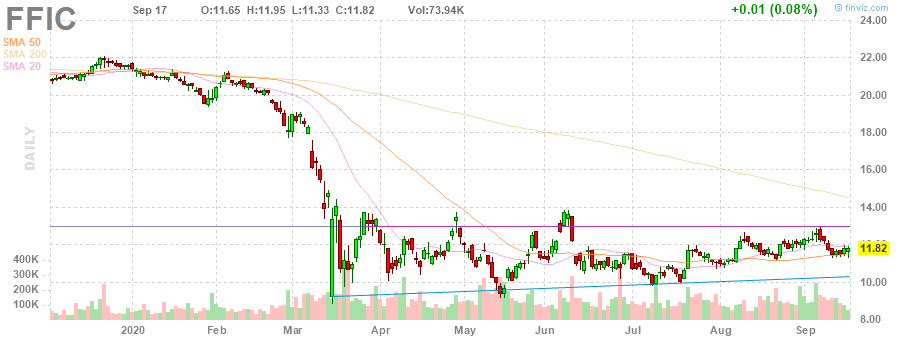 FFIC
Sep 17 O:11.65 H:11.95 L:11.33 C:11.82 Vol:73.94K +0.01 (0.08%)
© finviz.com
SMA 50
SMA 200
SMA 20
DAILY
24.00
22.00
20.00
18.00
16.00
14.00
12.00
11.82
10.00
8.00
400K
300K
200K
100K
2020 Feb Mar Apr May Jun Jul Aug Sep